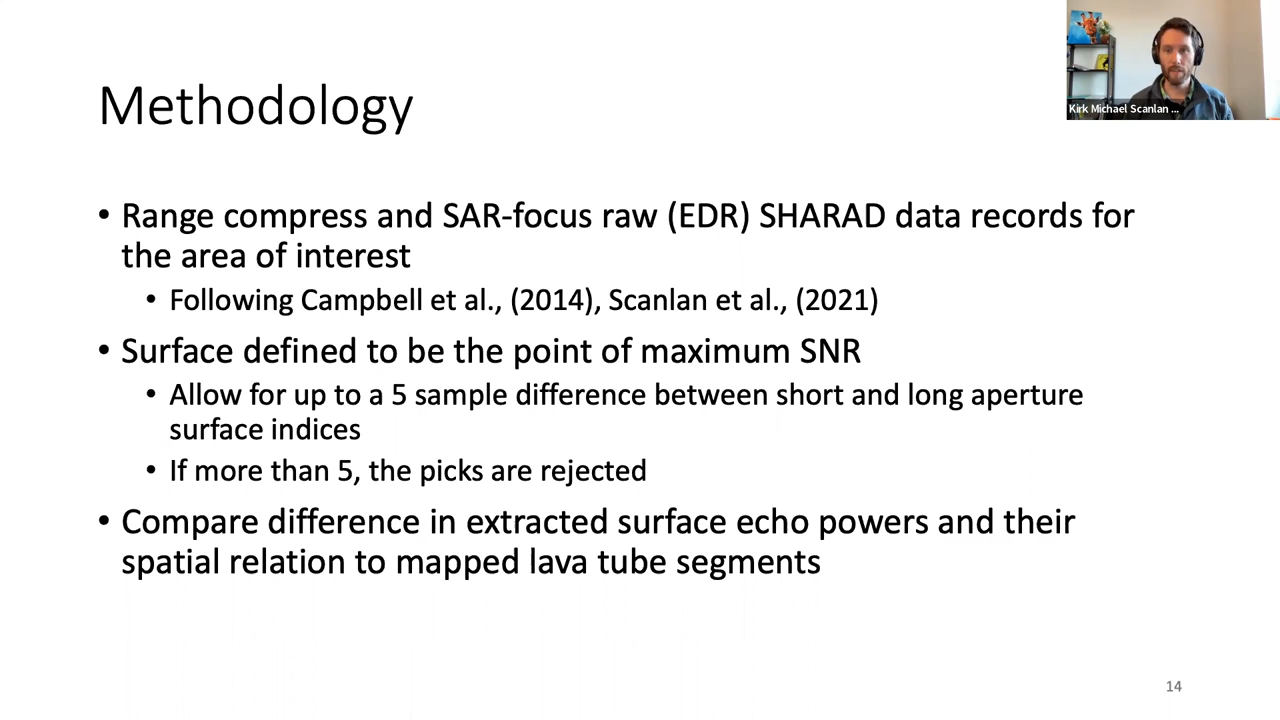 Kirk Michael Scanlan ...
Methodology
• Range compress and SAR-focus raw (EDR) SHARAD data records for
the area of interest
• Following Campbell et al., (2014), Scanlan et al., (2021)
• Surface defined to be the point of maximum SNR
• Allow for up to a 5 sample difference between short and long aperture
surface indices
• If more than 5, the picks are rejected
• Compare difference in extracted surface echo powers and their
spatial relation to mapped lava tube segments
14